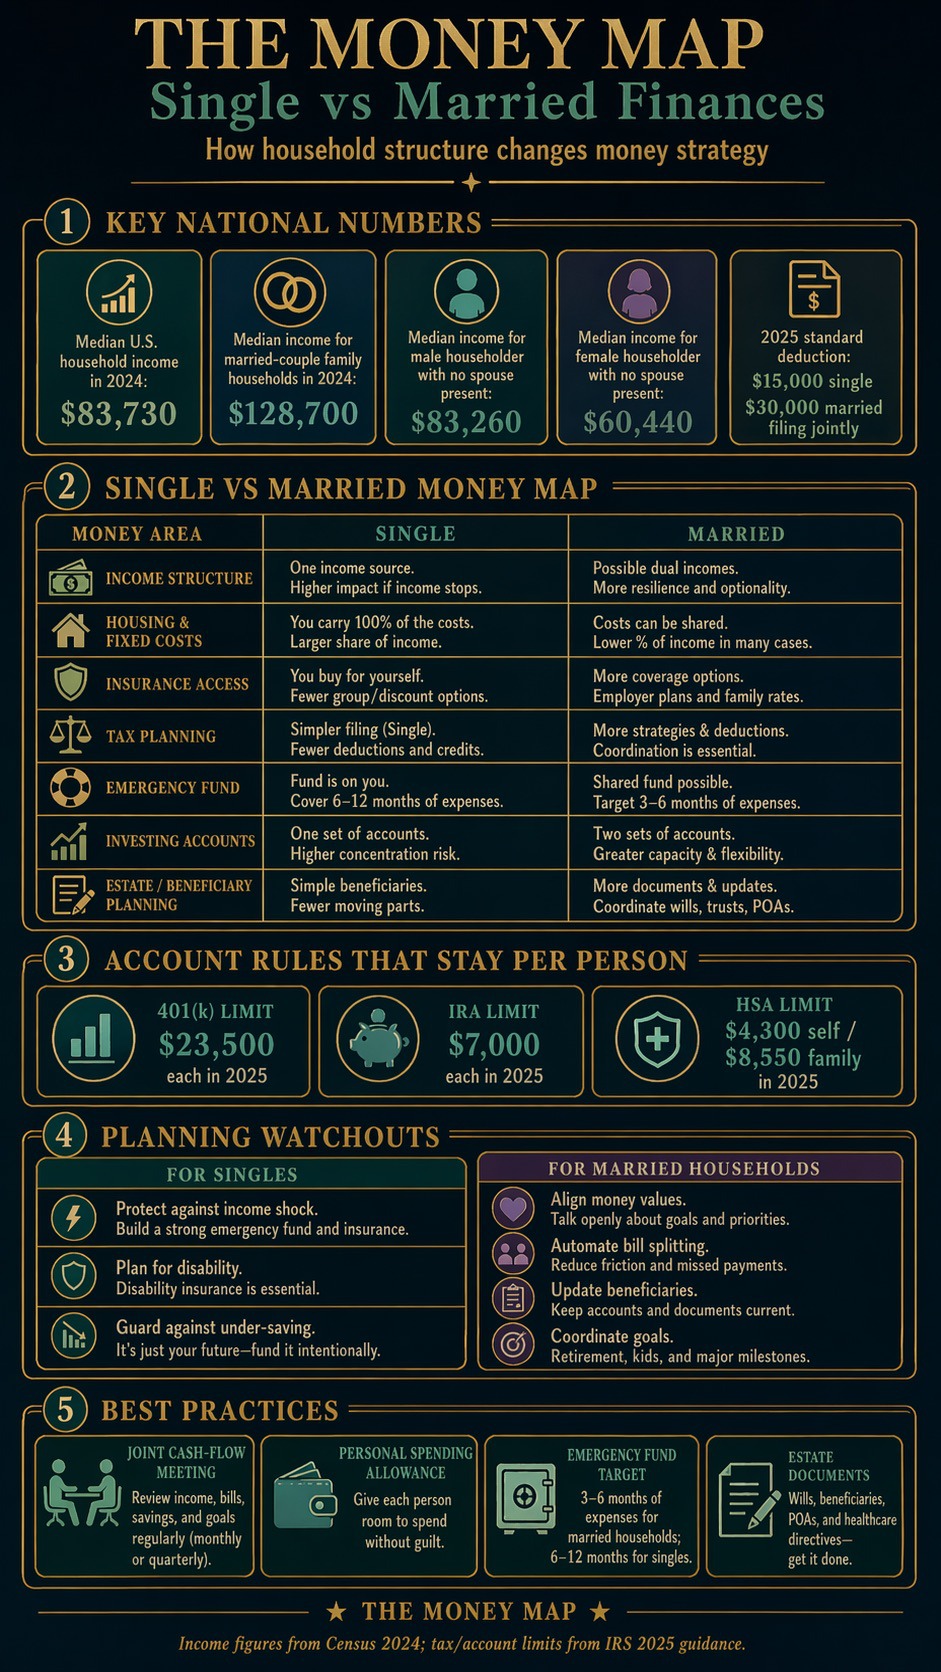 THE MONEY MAP
Single vs Married Finances
How household structure changes money strategy
1 KEY NATIONAL NUMBERS
Median U.S.
household income
in 2024:
$83,730
Median income for
married-couple family
households in 2024:
$128,700
Median income for
male householder
with no spouse
present:
$83,260
Median income for
female householder
with no spouse
present:
$60,440
$
2025 standard
deduction:
$15,000 single
$30,000 married
filing jointly
2 SINGLE VS MARRIED MONEY MAP
MONEY AREA
SINGLE
MARRIED
$
INCOME STRUCTURE
One income source.
Higher impact if income stops.
Possible dual incomes.
More resilience and optionality.
HOUSING &
FIXED COSTS
You carry 100% of the costs.
Larger share of income.
Costs can be shared.
Lower % of income in many cases.
INSURANCE ACCESS
You buy for yourself.
Fewer group/discount options.
More coverage options.
Employer plans and family rates.
TAX PLANNING
Simpler filing (Single).
Fewer deductions and credits.
More strategies & deductions.
Coordination is essential.
EMERGENCY FUND
Fund is on you.
Cover 6–12 months of expenses.
Shared fund possible.
Target 3–6 months of expenses.
INVESTING ACCOUNTS
One set of accounts.
Higher concentration risk.
Two sets of accounts.
Greater capacity & flexibility.
ESTATE / BENEFICIARY
PLANNING
Simple beneficiaries.
Fewer moving parts.
More documents & updates.
Coordinate wills, trusts, POAs.
3 ACCOUNT RULES THAT STAY PER PERSON
401(k) LIMIT
$23,500
each in 2025
IRA LIMIT
$7,000
each in 2025
HSA LIMIT
$4,300 self /
$8,550 family
in 2025
4 PLANNING WATCHOUTS
FOR SINGLES
Protect against income shock.
Build a strong emergency fund and insurance.
Plan for disability.
Disability insurance is essential.
Guard against under-saving.
It's just your future—fund it intentionally.
FOR MARRIED HOUSEHOLDS
Align money values.
Talk openly about goals and priorities.
Automate bill splitting.
Reduce friction and missed payments.
Update beneficiaries.
Keep accounts and documents current.
Coordinate goals.
Retirement, kids, and major milestones.
5 BEST PRACTICES
JOINT CASH-FLOW
MEETING
Review income, bills,
savings, and goals
regularly (monthly
or quarterly).
PERSONAL SPENDING
ALLOWANCE
Give each person
room to spend
without guilt.
EMERGENCY FUND
TARGET
3–6 months of
expenses for
married households;
6–12 months for singles.
ESTATE
DOCUMENTS
Wills, beneficiaries,
POAs, and healthcare
directives—
get it done.
★ THE MONEY MAP ★
Income figures from Census 2024; tax/account limits from IRS 2025 guidance.